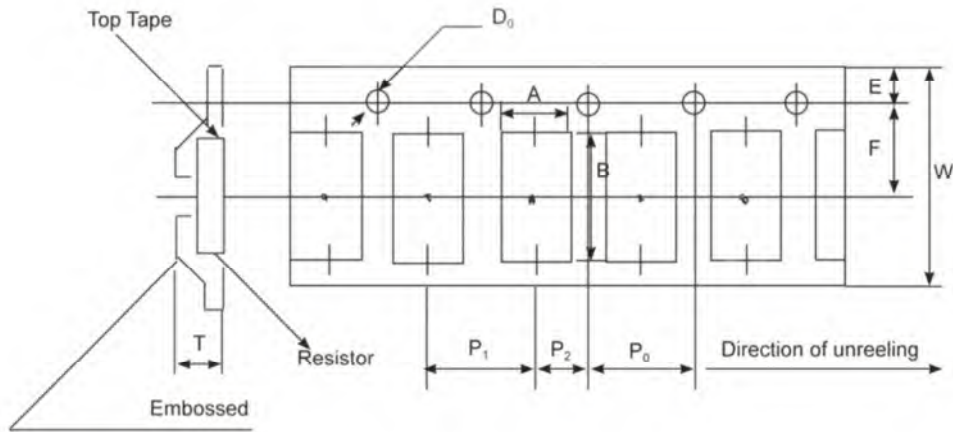 Top Tape
D₀
A
E
F
B
W
T
Resistor
P₁
P₂
P₀
Direction of unreeling
Embossed